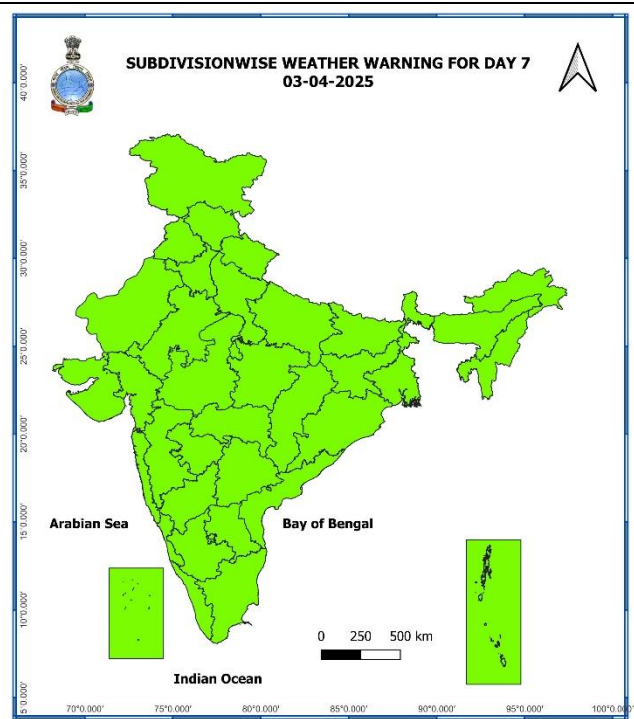 SUBDIVISIONWISE WEATHER WARNING FOR DAY 7
03-04-2025
40°0.000'
35°0.000'
30°0.000'
25°0.000'
20°0.000'
15°0.000'
10°0.000'
5°0.000'
Arabian Sea
Bay of Bengal
0 250 500 km
Indian Ocean
70°0.000' 75°0.000' 80°0.000' 85°0.000' 90°0.000' 95°0.000' 100°0.000'